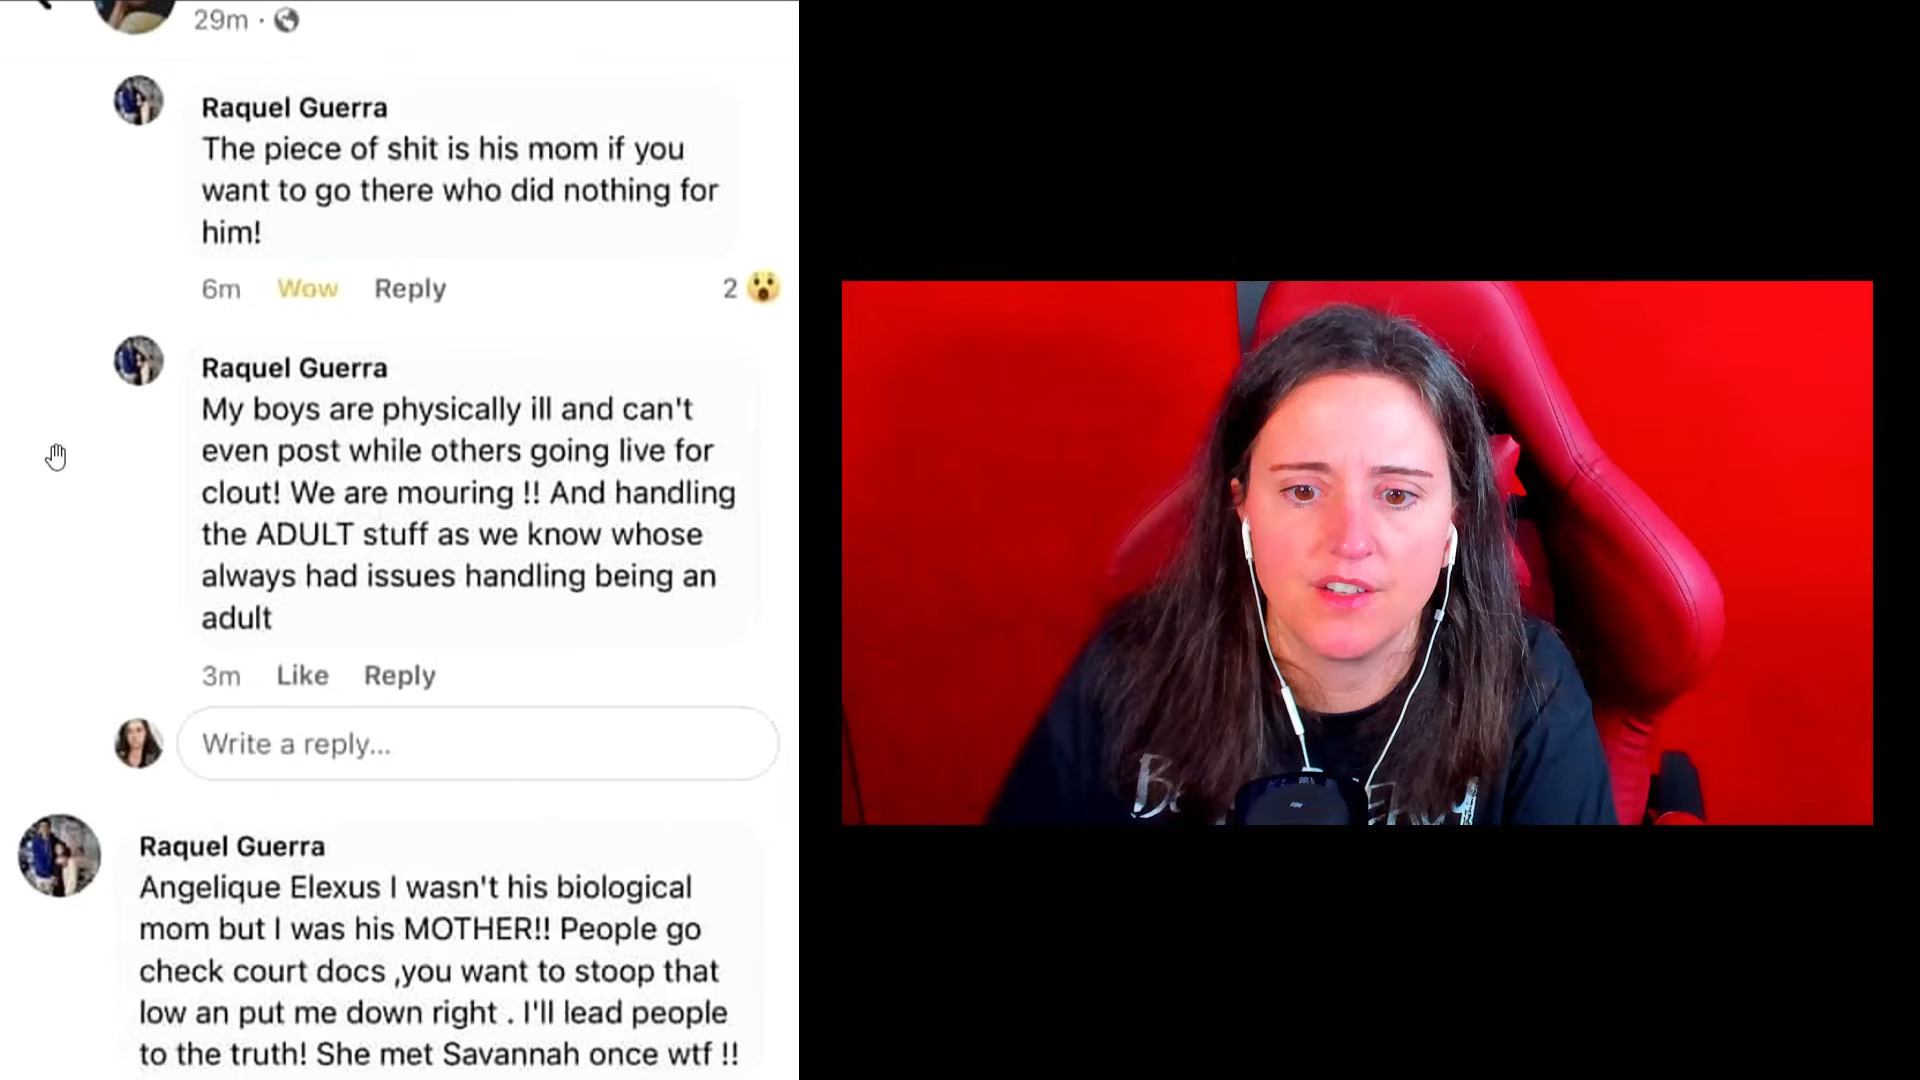 29m ·
Raquel Guerra
The piece of shit is his mom if you
want to go there who did nothing for
him!
6m Wow Reply 2
Raquel Guerra
My boys are physically ill and can't
even post while others going live for
clout! We are mouring !! And handling
the ADULT stuff as we know whose
always had issues handling being an
adult
3m Like Reply
Write a reply...
Raquel Guerra
Angelique Elexus I wasn't his biological
mom but I was his MOTHER!! People go
check court docs ,you want to stoop that
low an put me down right . I'll lead people
to the truth! She met Savannah once wtf !!